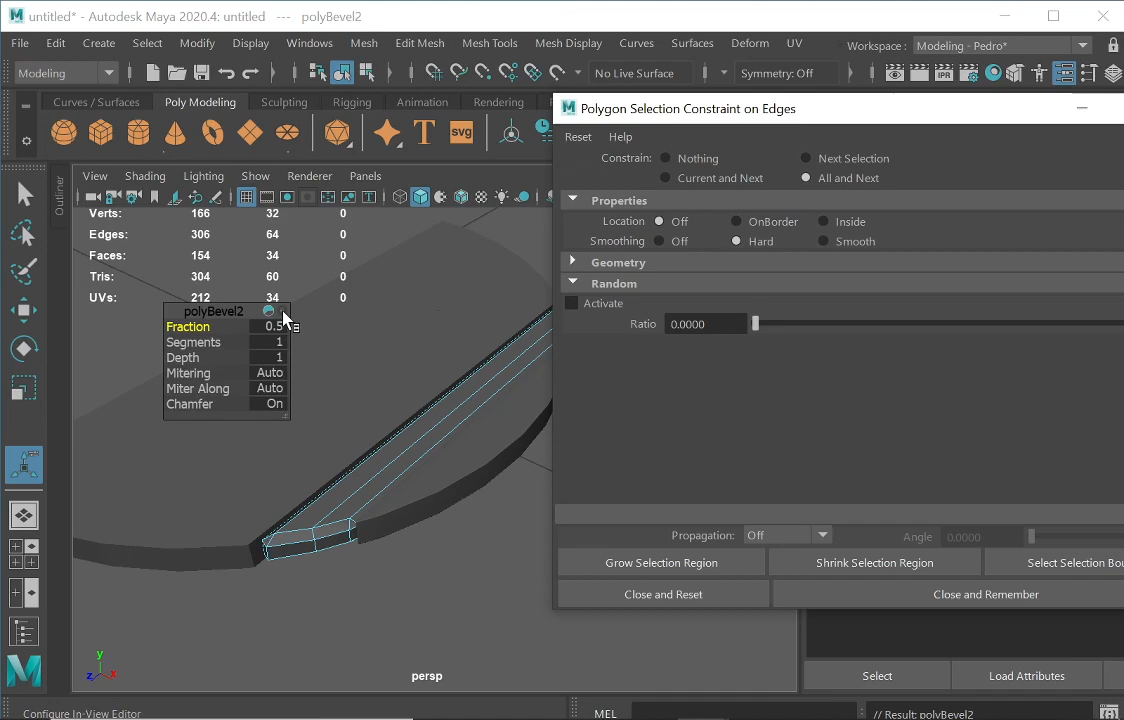 untitled* - Autodesk Maya 2020.4: untitled --- polyBevel2
File Edit Create Select Modify Display Windows Mesh Edit Mesh Mesh Tools Mesh Display Curves Surfaces Deform UV Workspace : Modeling - Pedro*
Modeling No Live Surface Symmetry: Off IPR
Curves / Surfaces Poly Modeling Sculpting Rigging Animation Rendering
Polygon Selection Constraint on Edges
T svg
Reset Help
Constrain: Nothing Next Selection
Current and Next All and Next
View Shading Lighting Show Renderer Panels
Outliner
Properties
Location Off OnBorder Inside
Smoothing Off Hard Smooth
Geometry
Random
Activate
Ratio 0.0000
Verts: 166 32 0
Edges: 306 64 0
Faces: 154 34 0
Tris: 304 60 0
UVs: 212 34 0
polyBevel2
Fraction 0.5
Segments 1
Depth 1
Mitering Auto
Miter Along Auto
Chamfer On
Propagation: Off Angle 0.0000
Grow Selection Region Shrink Selection Region Select Selection Bou
Close and Reset Close and Remember
y
z x
persp
Select Load Attributes
Configure In-View Editor MEL // Result: polyBevel2